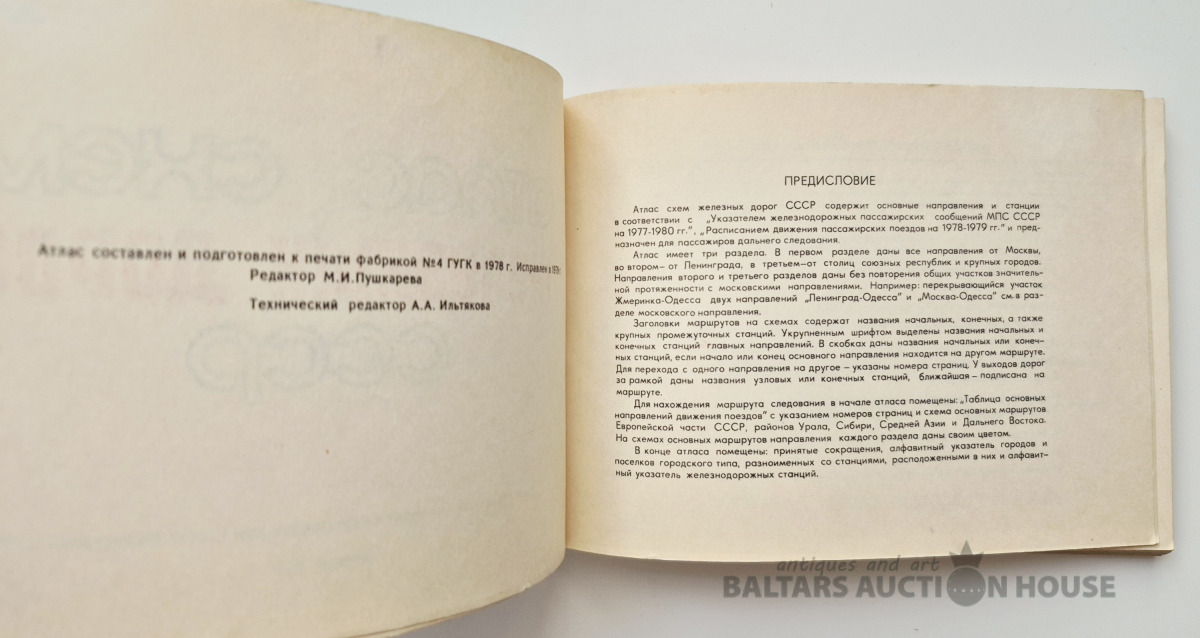 Атлас составлен и подготовлен к печати фабрикой №4 ГУГК в 1978 г. Исправлен в
Редактор М.И.Пушкарева
Технический редактор А.А. Ильтякова
ПРЕДИСЛОВИЕ
Атлас схем железных дорог СССР содержит основные направления и станции
в соответствии с „Указателем железнодорожных пассажирских сообщений МПС СССР
на 1977-1980 гг.", „Расписанием движения пассажирских поездов на 1978-1979 гг." и пред-
назначен для пассажиров дальнего следования.
Атлас имеет три раздела. В первом разделе даны все направления от Москвы,
во втором— от Ленинграда, в третьем—от столиц союзных республик и крупных городов.
Направления второго и третьего разделов даны без повторения общих участков значитель-
ной протяженности с московскими направлениями. Например: перекрывающийся участок
Жмеринка-Одесса двух направлений „Ленинград-Одесса" и „Москва-Одесса" см.в раз-
деле московского направления.
Заголовки маршрутов на схемах содержат названия начальных, конечных, а также
крупных промежуточных станций. Укрупненным шрифтом выделены названия начальных и
конечных станций главных направлений. В скобках даны названия начальных или конеч-
ных станций, если начало или конец основного направления находится на другом маршруте.
Для перехода с одного направления на другое – указаны номера страниц. У выходов дорог
за рамкой даны названия узловых или конечных станций, ближайшая – подписана на
маршруте.
Для нахождения маршрута следования в начале атласа помещены: „Таблица основных
направлений движения поездов" с указанием номеров страниц и схема основных маршрутов
Европейской части СССР, районов Урала, Сибири, Средней Азии и Дальнего Востока.
На схемах основных маршрутов направления каждого раздела даны своим цветом.
В конце атласа помещены: принятые сокращения, алфавитный указатель городов и
поселков городского типа, разноименных со станциями, расположенными в них и алфавит-
ный указатель железнодорожных станций.
antiques and art
BALTARS AUCTION HOUSE